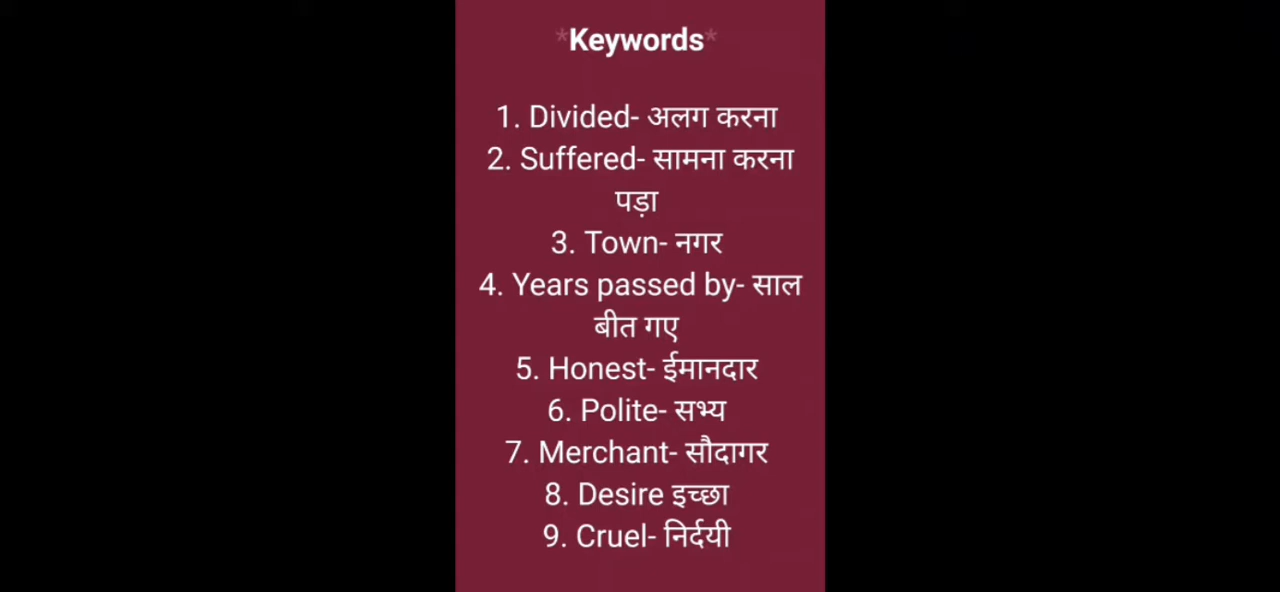 *Keywords*
1. Divided- अलग करना
2. Suffered- सामना करना
पड़ा
3. Town- नगर
4. Years passed by- साल
बीत गए
5. Honest- ईमानदार
6. Polite- सभ्य
7. Merchant- सौदागर
8. Desire इच्छा
9. Cruel- निर्दयी